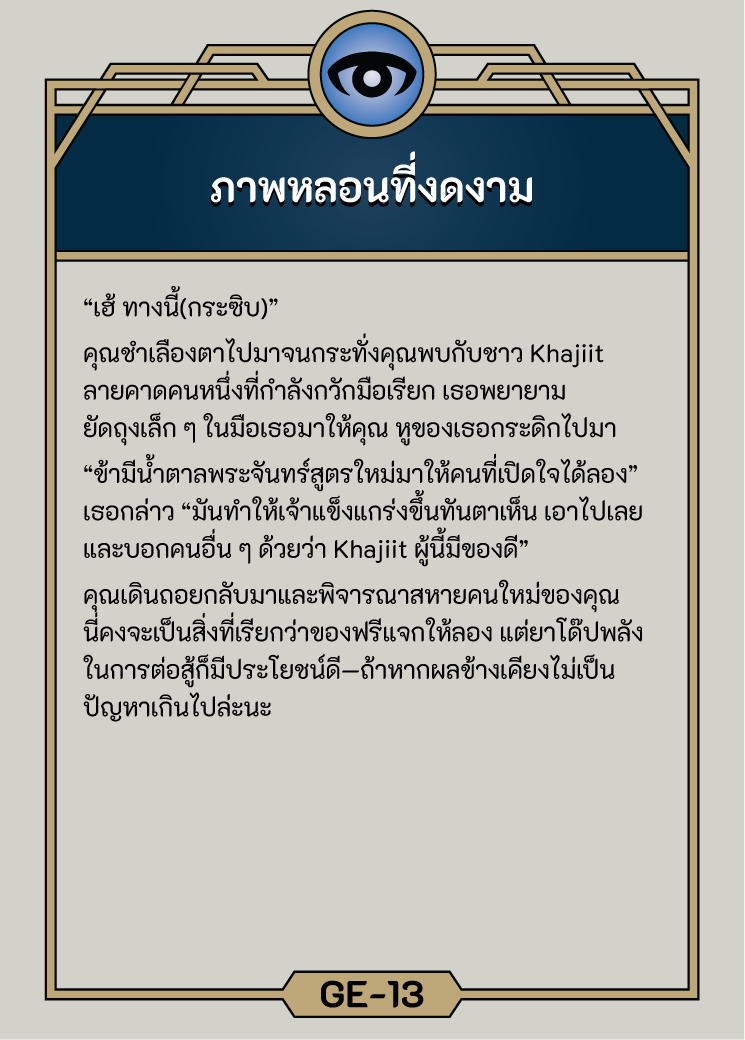 ภาพหลอนที่งดงาม
“เฮ้ ทางนี้(กระซิบ)”
คุณชำเลืองตาไปมาจนกระทั่งคุณพบกับชาว Khajiit
ลายคาดคนหนึ่งที่กำลังกวักมือเรียก เธอพยายาม
ยัดถุงเล็ก ๆ ในมือเธอมาให้คุณ หูของเธอกระดิกไปมา
“ข้ามีน้ำตาลพระจันทร์สูตรใหม่มาให้คนที่เปิดใจได้ลอง”
เธอกล่าว “มันทำให้เจ้าแข็งแกร่งขึ้นทันตาเห็น เอาไปเลย
และบอกคนอื่น ๆ ด้วยว่า Khajiit ผู้นี้มีของดี”
คุณเดินถอยกลับมาและพิจารณาสหายคนใหม่ของคุณ
นี่คงจะเป็นสิ่งที่เรียกว่าของฟรีแจกให้ลอง แต่ยาโด๊ปพลัง
ในการต่อสู้ก็มีประโยชน์ดี—ถ้าหากผลข้างเคียงไม่เป็น
ปัญหาเกินไปล่ะนะ
GE-13